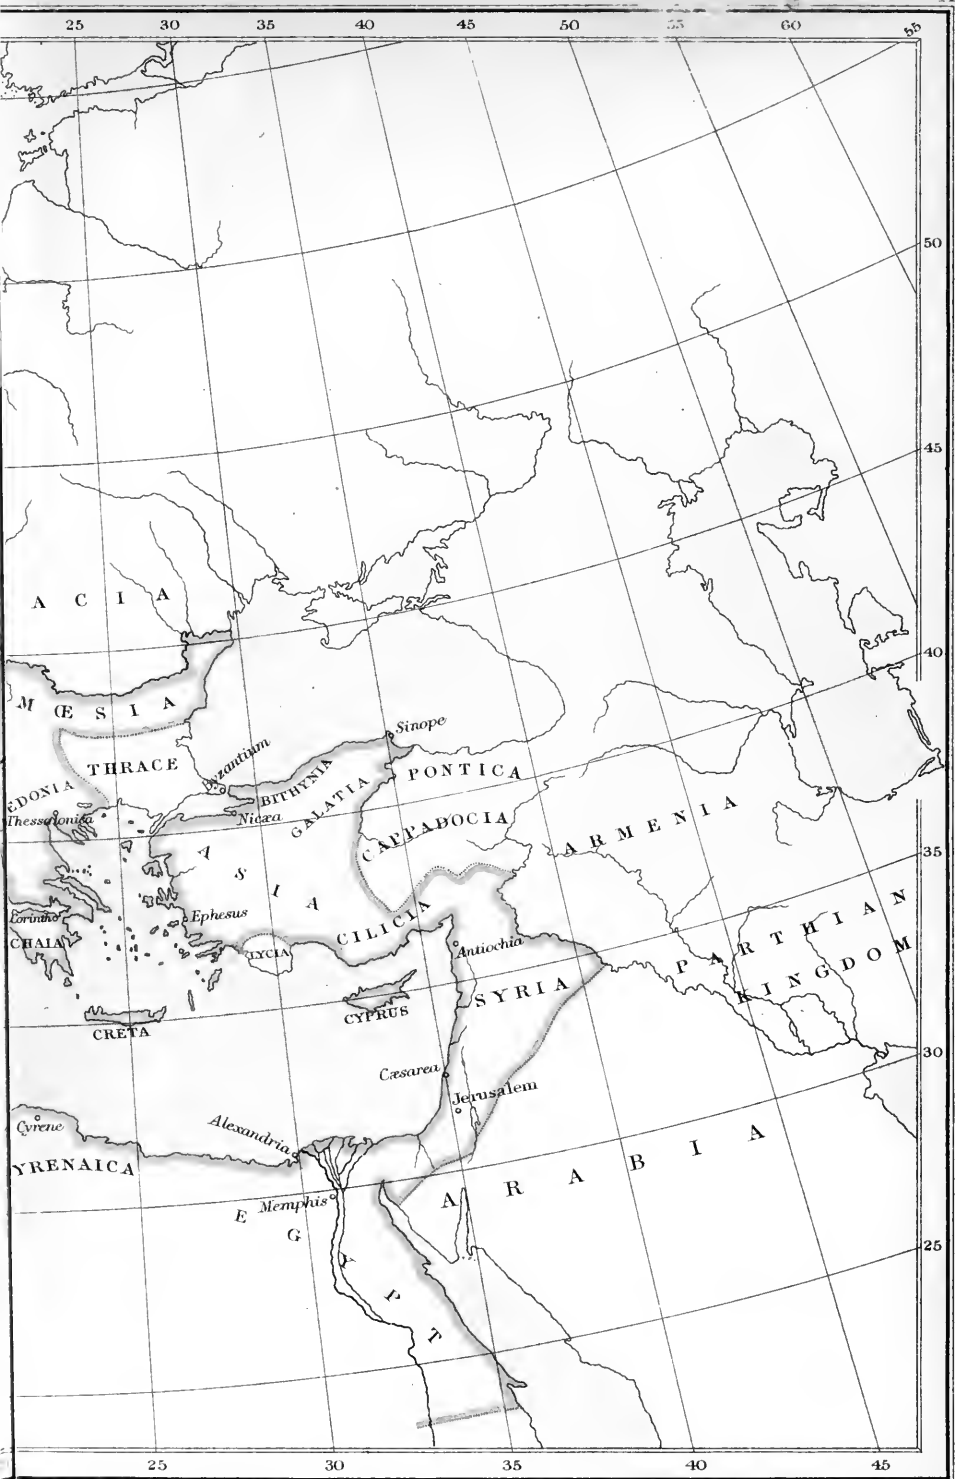 25 30 35 40 45 50 55 60 55
50
45
A C I A
40
MŒSIA
Sinope
THRACE
Byzantium
BITHYNIA
PONTICA
EDONIA
GALATIA
Thessalonica
Nicæa
CAPPADOCIA
ARMENIA
35
ASIA
Corinth
Ephesus
CILICIA
CHAIA
LYCIA
Antiochia
PARTHIAN
KINGDOM
SYRIA
CYPRUS
CRETA
30
Cæsarea
Jerusalem
Cyrene
Alexandria
YRENAICA
ARABIA
Memphis
EGYPT
25
25 30 35 40 45